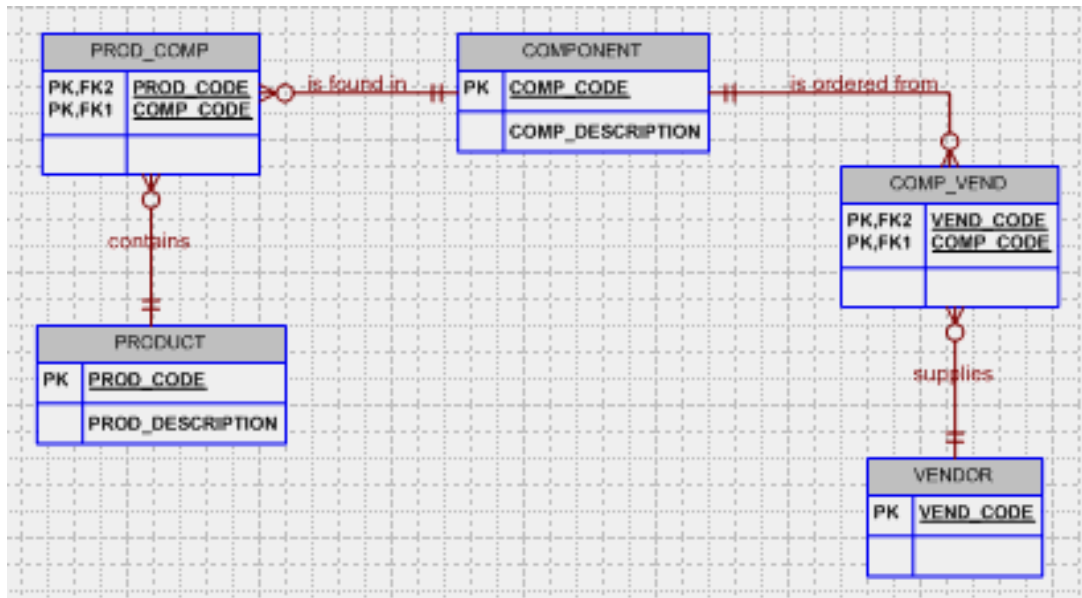 PROD_COMP
PK,FK2 PROD_CODE
PK,FK1 COMP_CODE
is found in
COMPONENT
PK COMP_CODE
COMP_DESCRIPTION
is ordered from
COMP_VEND
PK,FK2 VEND_CODE
PK,FK1 COMP_CODE
contains
PRODUCT
PK PROD_CODE
PROD_DESCRIPTION
supplies
VENDOR
PK VEND_CODE